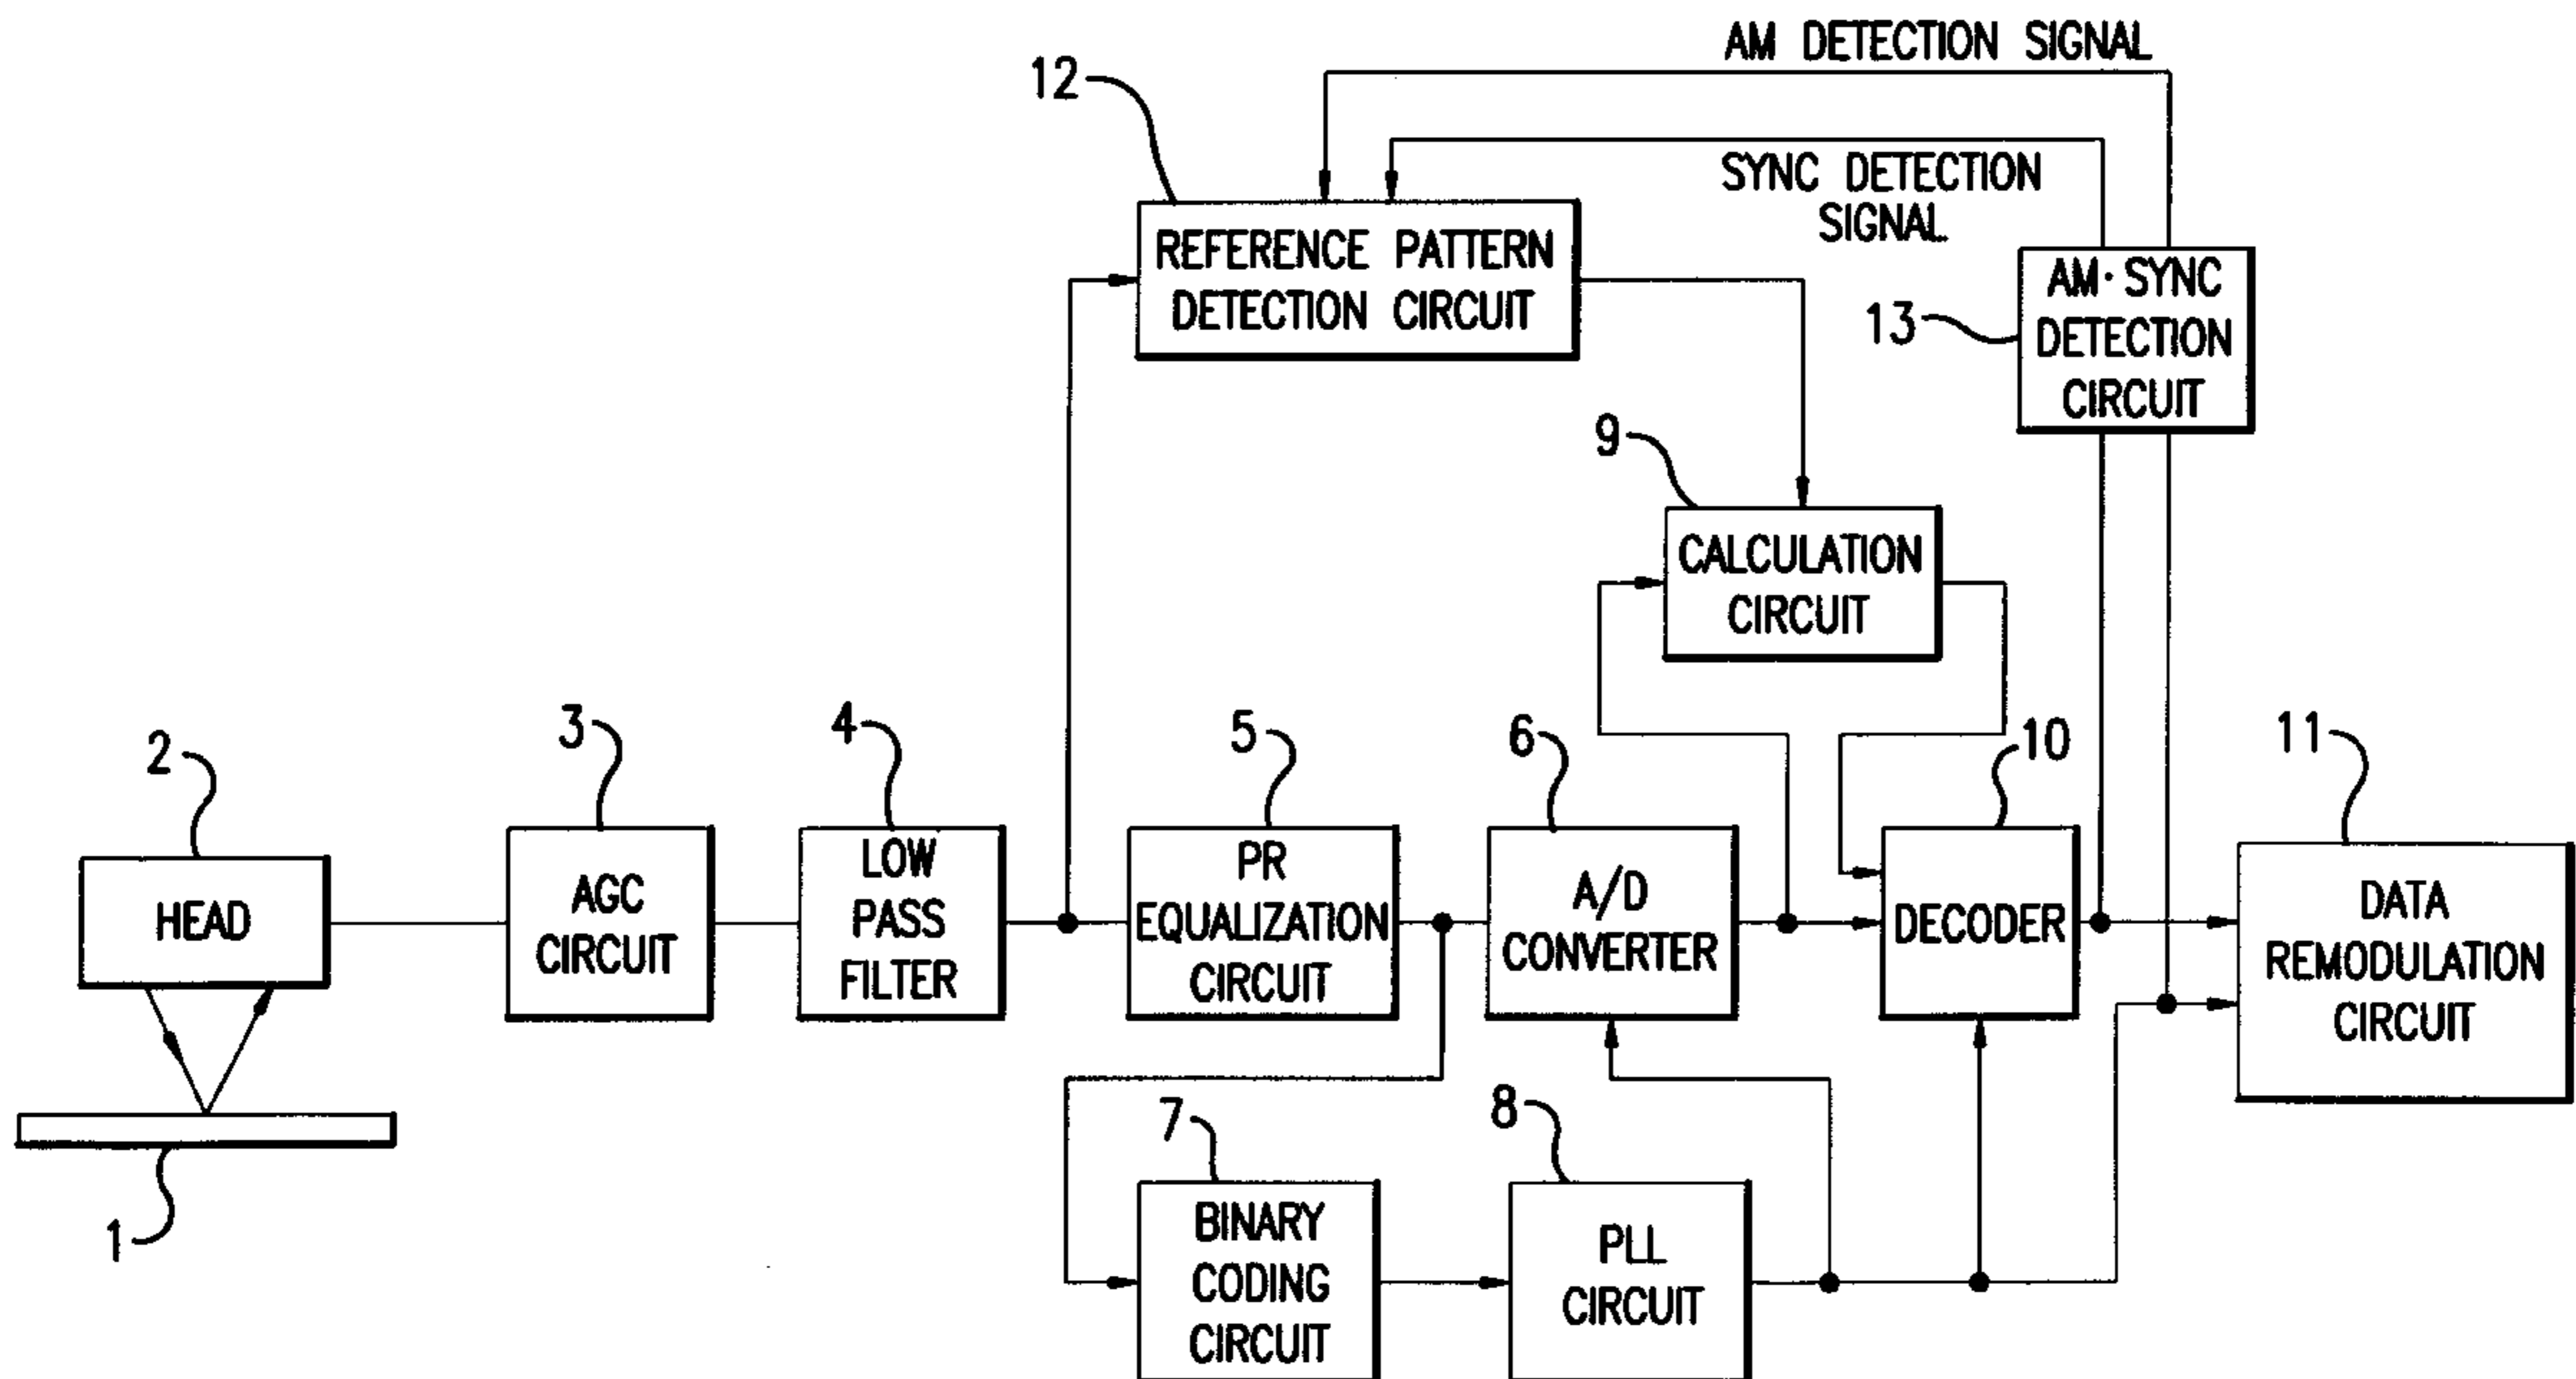 AM DETECTION SIGNAL
12
SYNC DETECTION
SIGNAL
REFERENCE PATTERN
DETECTION CIRCUIT
13
AM·SYNC
DETECTION
CIRCUIT
9
CALCULATION
CIRCUIT
2
HEAD
3
AGC
CIRCUIT
4
LOW
PASS
FILTER
5
PR
EQUALIZATION
CIRCUIT
6
A/D
CONVERTER
10
DECODER
11
DATA
REMODULATION
CIRCUIT
1
7
BINARY
CODING
CIRCUIT
8
PLL
CIRCUIT